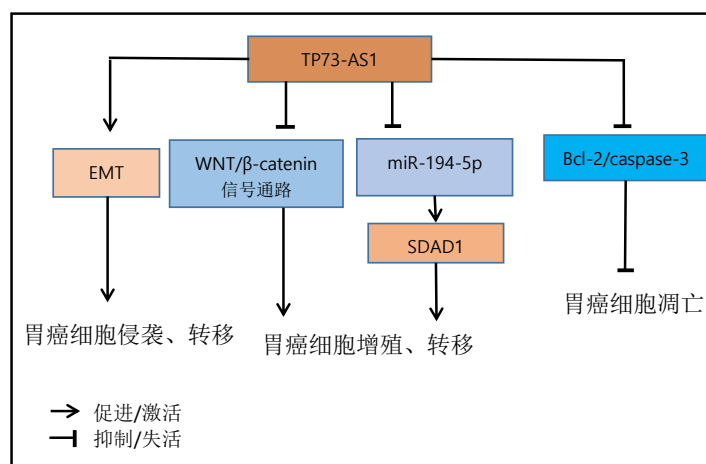 TP73-AS1
EMT
WNT/β-catenin
信号通路
miR-194-5p
Bcl-2/caspase-3
SDAD1
胃癌细胞侵袭、转移
胃癌细胞增殖、转移
胃癌细胞凋亡
促进/激活
抑制/失活